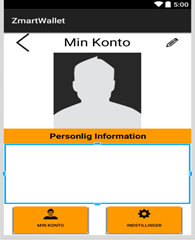 5:00
ZmartWallet
Min Konto
Personlig Information
MIN KONTO
INDSTILLINGER